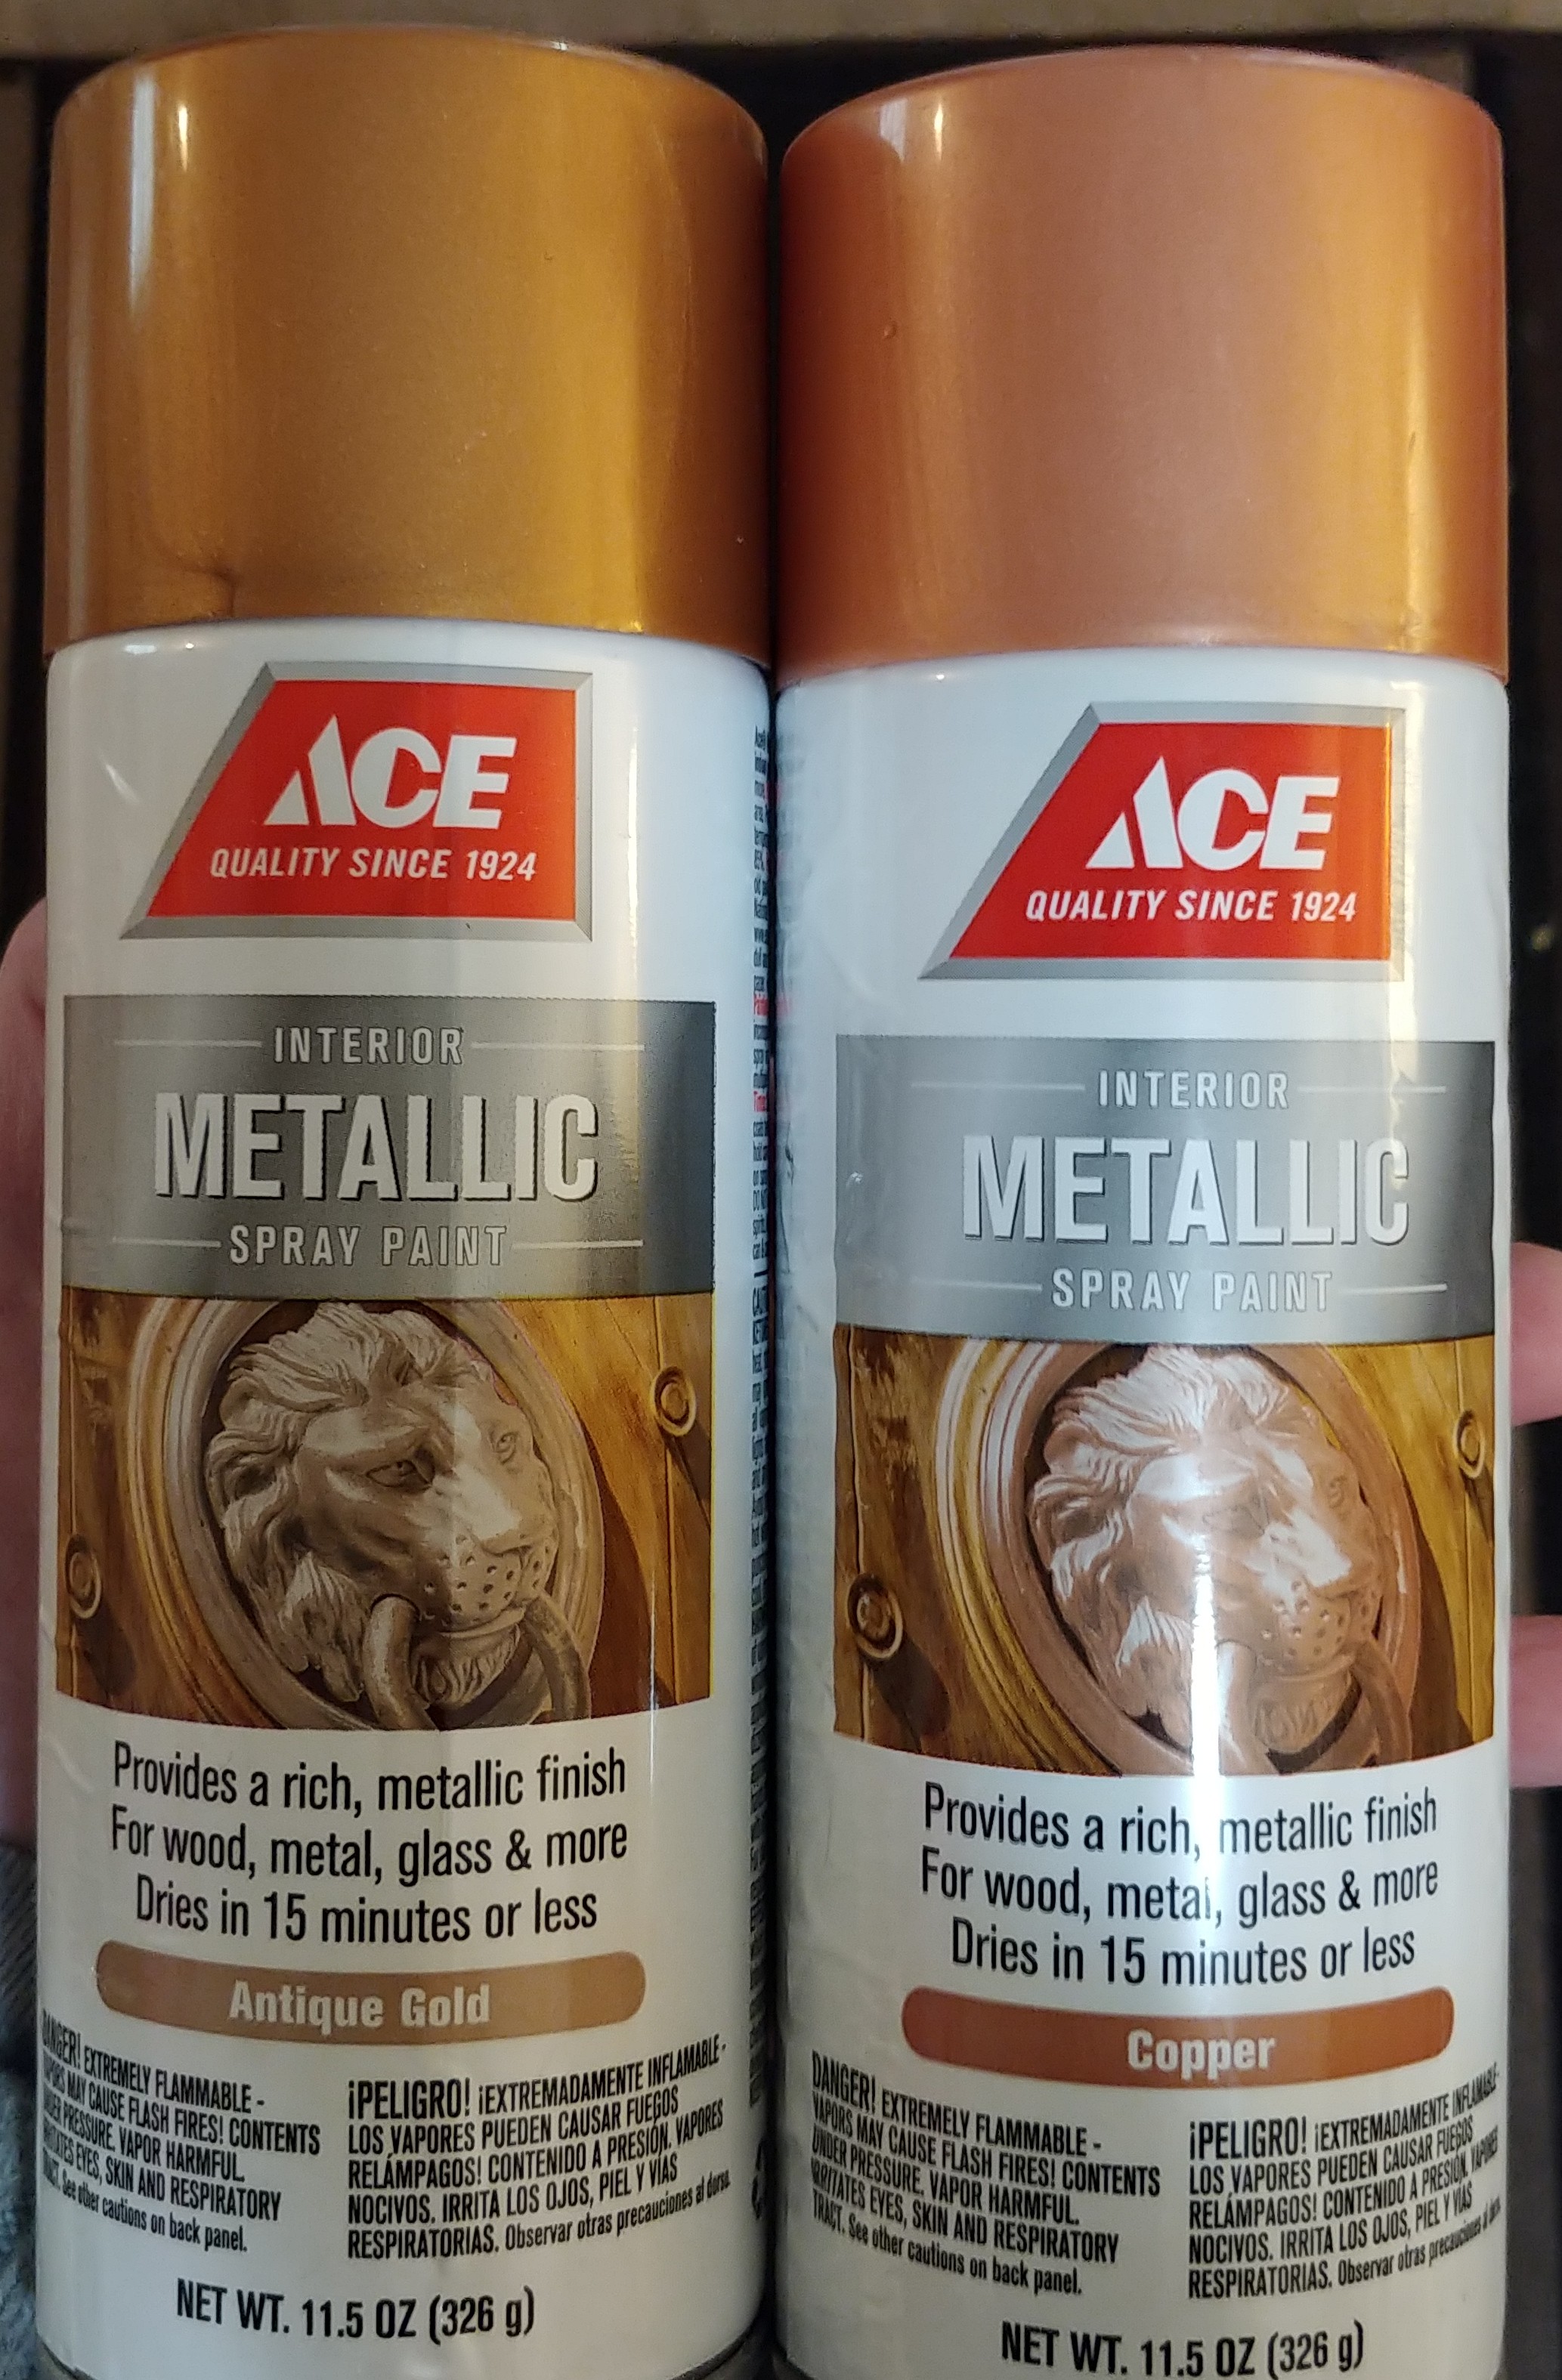 ACE
QUALITY SINCE 1924
INTERIOR
METALLIC
SPRAY PAINT
Provides a rich, metallic finish
For wood, metal, glass & more
Dries in 15 minutes or less
Antique Gold
DANGER! EXTREMELY FLAMMABLE -
VAPORS MAY CAUSE FLASH FIRES! CONTENTS
UNDER PRESSURE. VAPOR HARMFUL.
IRRITATES EYES, SKIN AND RESPIRATORY
TRACT. See other cautions on back panel.
¡PELIGRO! ¡EXTREMADAMENTE INFLAMABLE -
LOS VAPORES PUEDEN CAUSAR FUEGOS
RELÁMPAGOS! CONTENIDO A PRESIÓN. VAPORES
NOCIVOS. IRRITA LOS OJOS, PIEL Y VÍAS
RESPIRATORIAS. Observar otras precauciones al dorso.
NET WT. 11.5 OZ (326 g)
ACE
QUALITY SINCE 1924
INTERIOR
METALLIC
SPRAY PAINT
Provides a rich, metallic finish
For wood, metal, glass & more
Dries in 15 minutes or less
Copper
DANGER! EXTREMELY FLAMMABLE -
VAPORS MAY CAUSE FLASH FIRES! CONTENTS
UNDER PRESSURE. VAPOR HARMFUL.
IRRITATES EYES, SKIN AND RESPIRATORY
TRACT. See other cautions on back panel.
¡PELIGRO! ¡EXTREMADAMENTE INFLAMABLE -
LOS VAPORES PUEDEN CAUSAR FUEGOS
RELÁMPAGOS! CONTENIDO A PRESIÓN. VAPORES
NOCIVOS. IRRITA LOS OJOS, PIEL Y VÍAS
RESPIRATORIAS. Observar otras precauciones al dorso.
NET WT. 11.5 OZ (326 g)